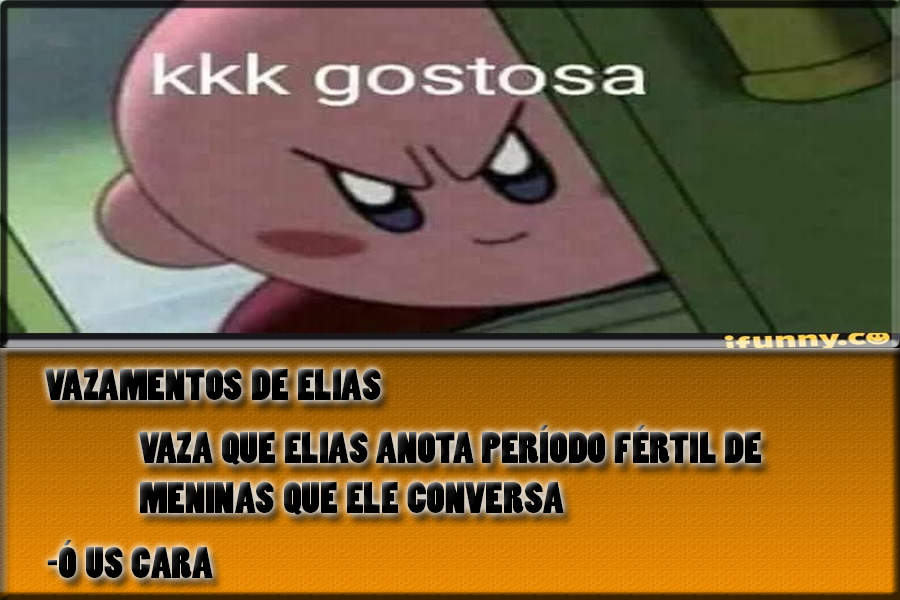 kkk gostosa
ifunny.co
VAZAMENTOS DE ELIAS
VAZA QUE ELIAS ANOTA PERÍODO FÉRTIL DE
MENINAS QUE ELE CONVERSA
-Ó US CARA